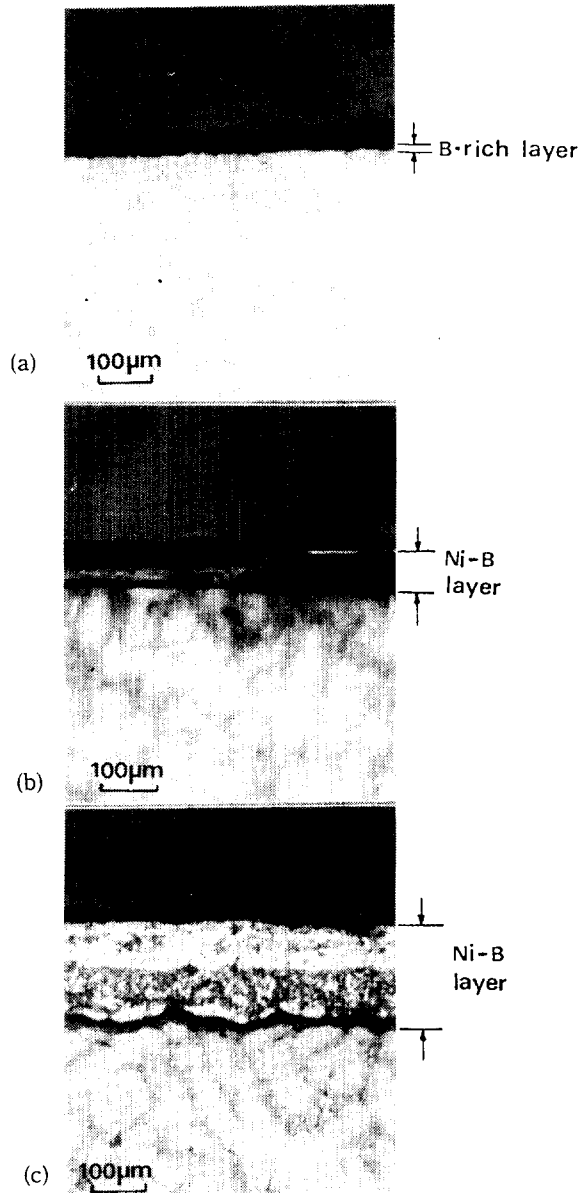 B·rich layer
(a)
100μm
Ni-B
layer
(b)
100μm
Ni-B
layer
(c)
100μm